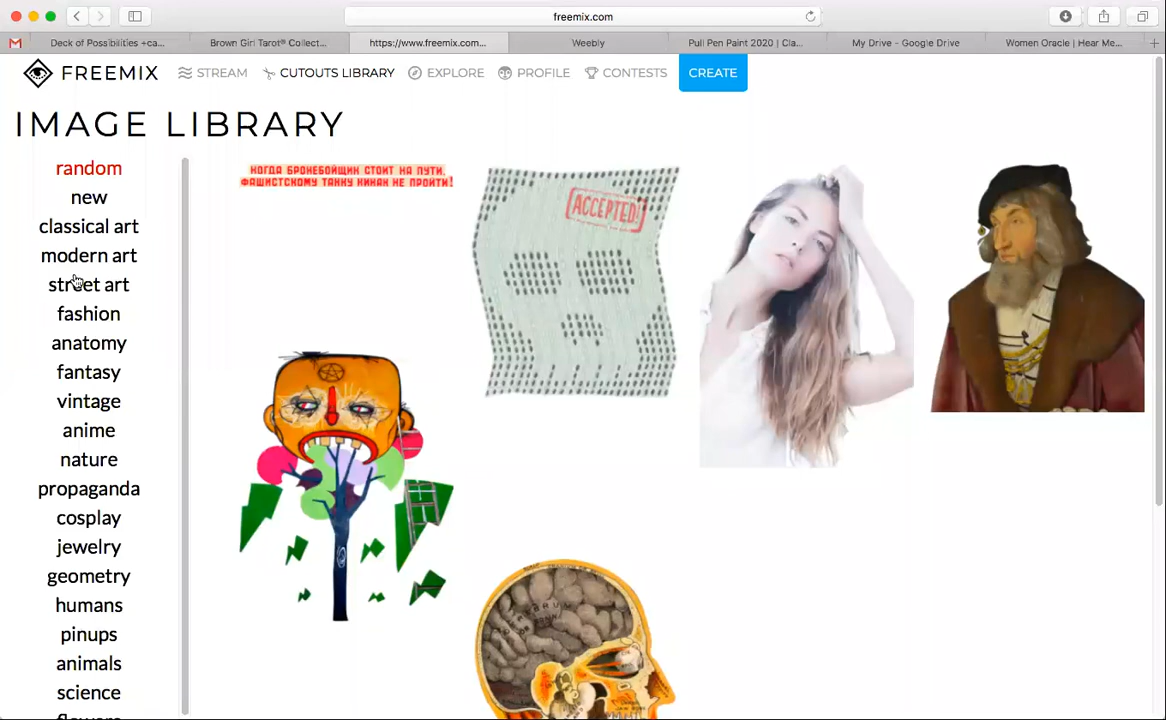 freemix.com
Deck of Possibilities +ca...
Brown Girl Tarot® Collect...
https://www.freemix.com...
Weebly
Pull Pen Paint 2020 | Cla...
My Drive - Google Drive
Women Oracle | Hear Me...
FREEMIX
STREAM
CUTOUTS LIBRARY
EXPLORE
PROFILE
CONTESTS
CREATE
IMAGE LIBRARY
random
new
classical art
modern art
street art
fashion
anatomy
fantasy
vintage
anime
nature
propaganda
cosplay
jewelry
geometry
humans
pinups
animals
science
flowers
КОГДА БРОНЕБОЙЩИК СТОИТ НА ПУТИ,
ФАШИСТСКОМУ ТАНКУ НИКАК НЕ ПРОЙТИ!
ACCEPTED